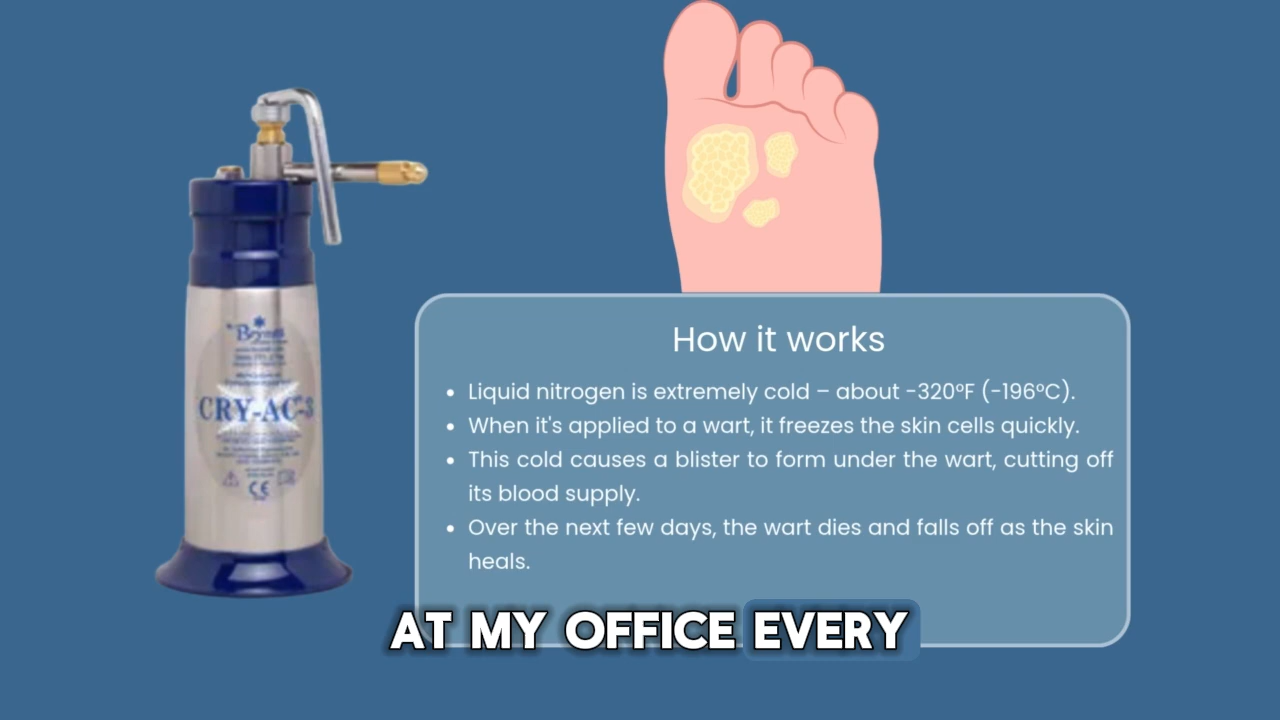 Brymill
CRY-AC-3
CE
How it works
• Liquid nitrogen is extremely cold – about -320°F (-196°C).
• When it's applied to a wart, it freezes the skin cells quickly.
• This cold causes a blister to form under the wart, cutting off
its blood supply.
• Over the next few days, the wart dies and falls off as the skin
heals.
AT MY OFFICE EVERY